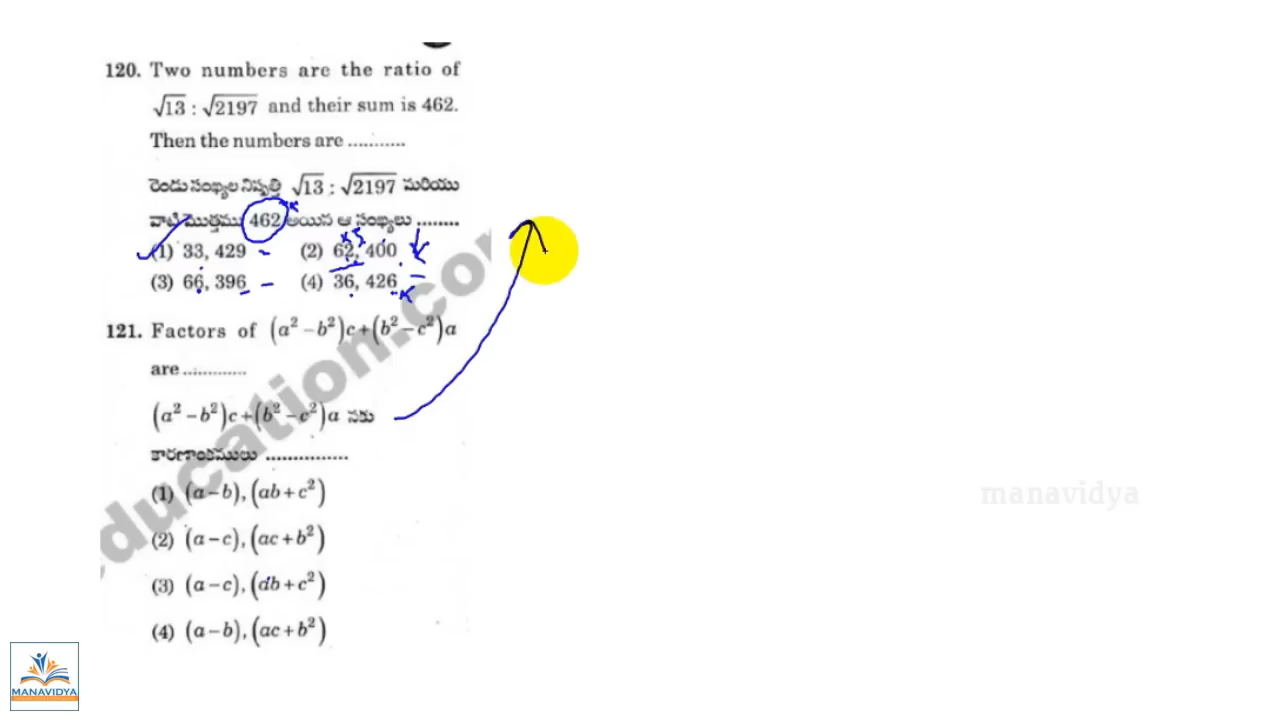 120. Two numbers are the ratio of
√13 : √2197 and their sum is 462.
Then the numbers are ...........
రెండు సంఖ్యల నిష్పత్తి √13 : √2197 మరియు
వాటి మొత్తము 462 అయిన ఆ సంఖ్యలు ........
(1) 33, 429 (2) 62, 400
(3) 66, 396 (4) 36, 426
121. Factors of (a² – b²)c + (b² – c²)a
are .............
(a² – b²)c + (b² – c²)a నకు
కారణాంకములు ...............
(1) (a – b), (ab + c²)
(2) (a – c), (ac + b²)
(3) (a – c), (ab + c²)
(4) (a – b), (ac + b²)
manavidya
MANAVIDYA